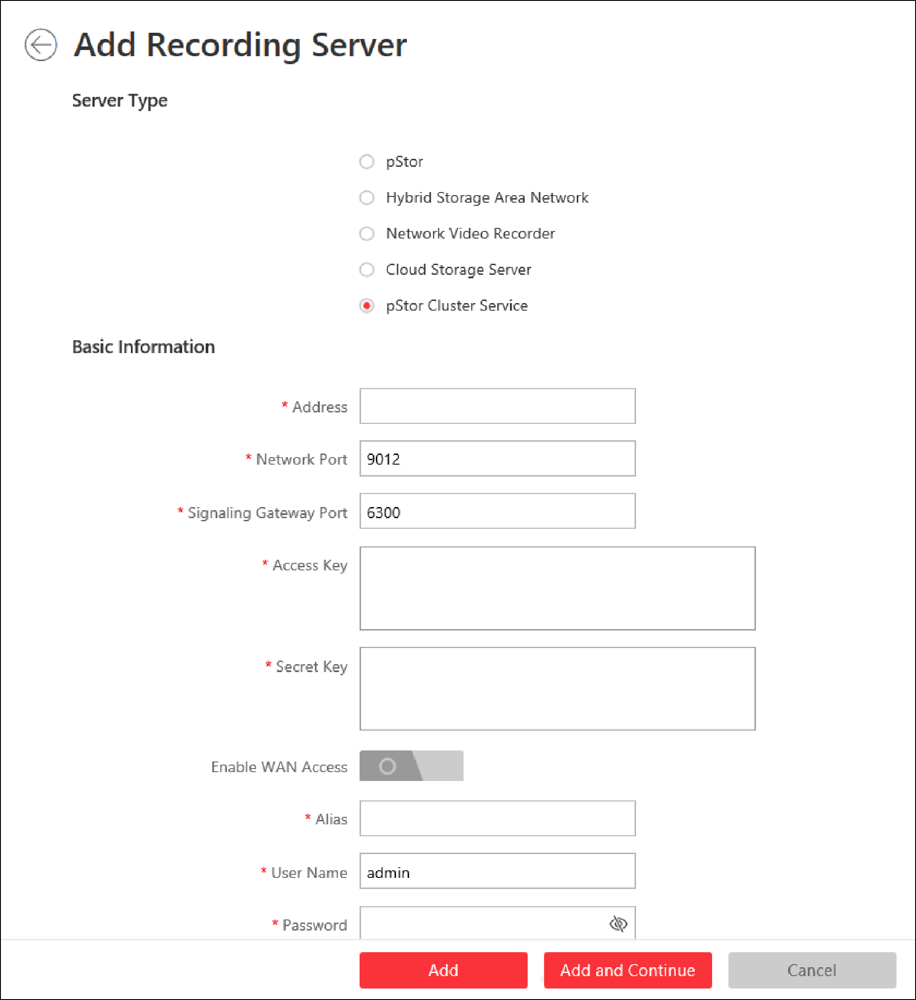 Add Recording Server
Server Type
pStor
Hybrid Storage Area Network
Network Video Recorder
Cloud Storage Server
pStor Cluster Service
Basic Information
* Address
* Network Port 9012
* Signaling Gateway Port 6300
* Access Key
* Secret Key
Enable WAN Access
* Alias
* User Name admin
* Password
Add Add and Continue Cancel